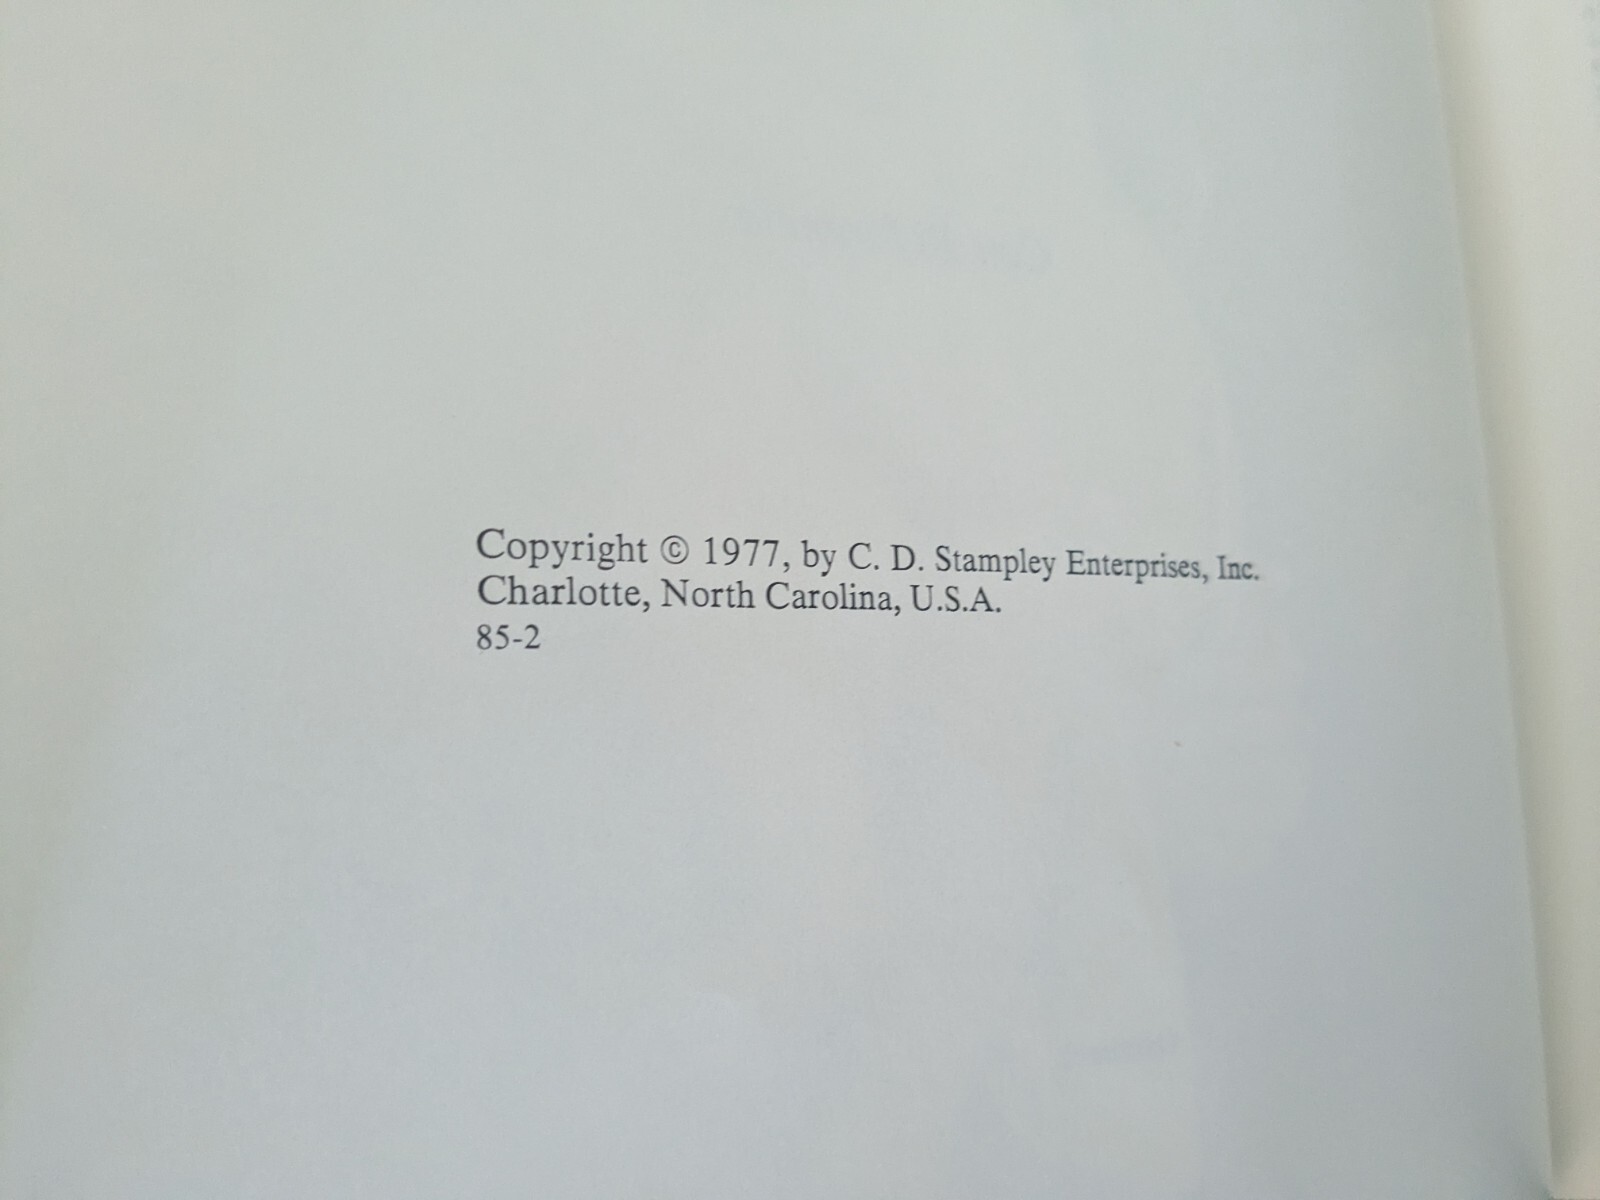 Copyright © 1977, by C. D. Stampley Enterprises, Inc.
Charlotte, North Carolina, U.S.A.
85-2